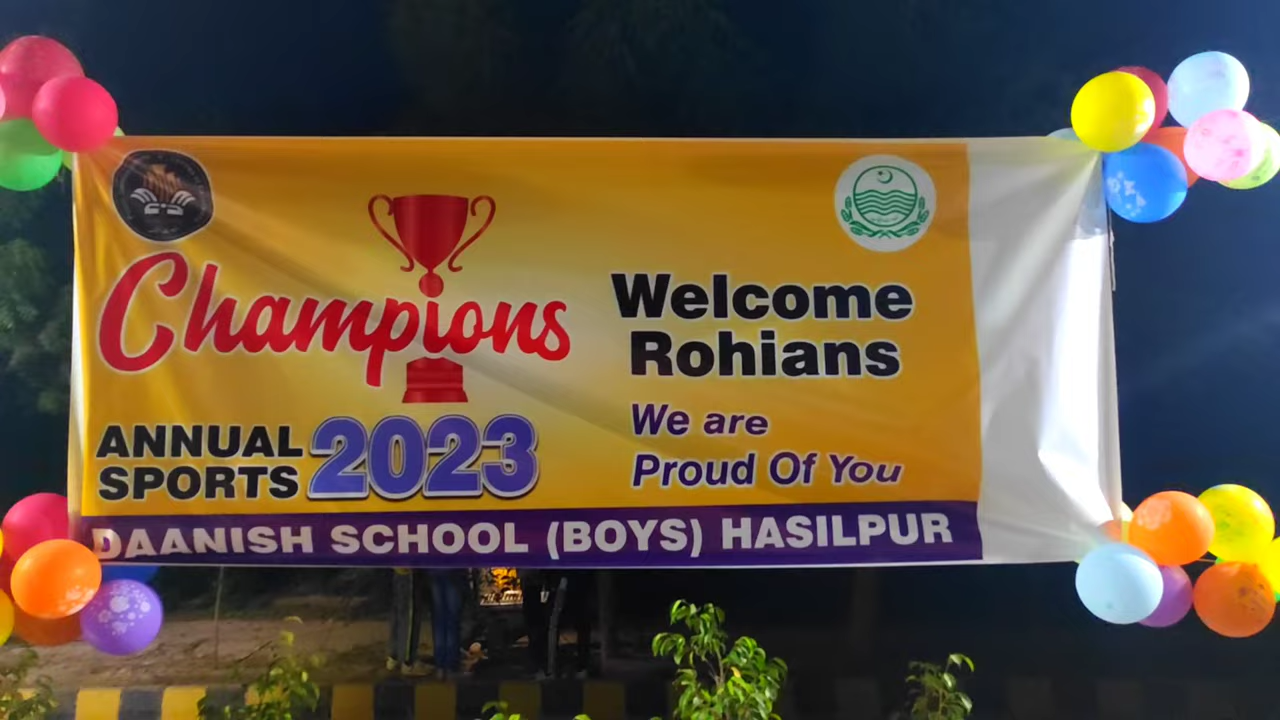 Champions
ANNUAL
SPORTS 2023
Welcome
Rohians
We are
Proud Of You
DAANISH SCHOOL (BOYS) HASILPUR